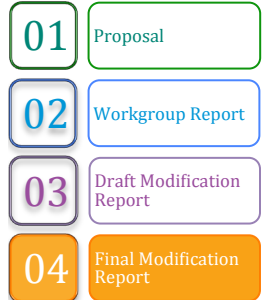 01
Proposal
02
Workgroup Report
03
Draft Modification
Report
04
Final Modification
Report